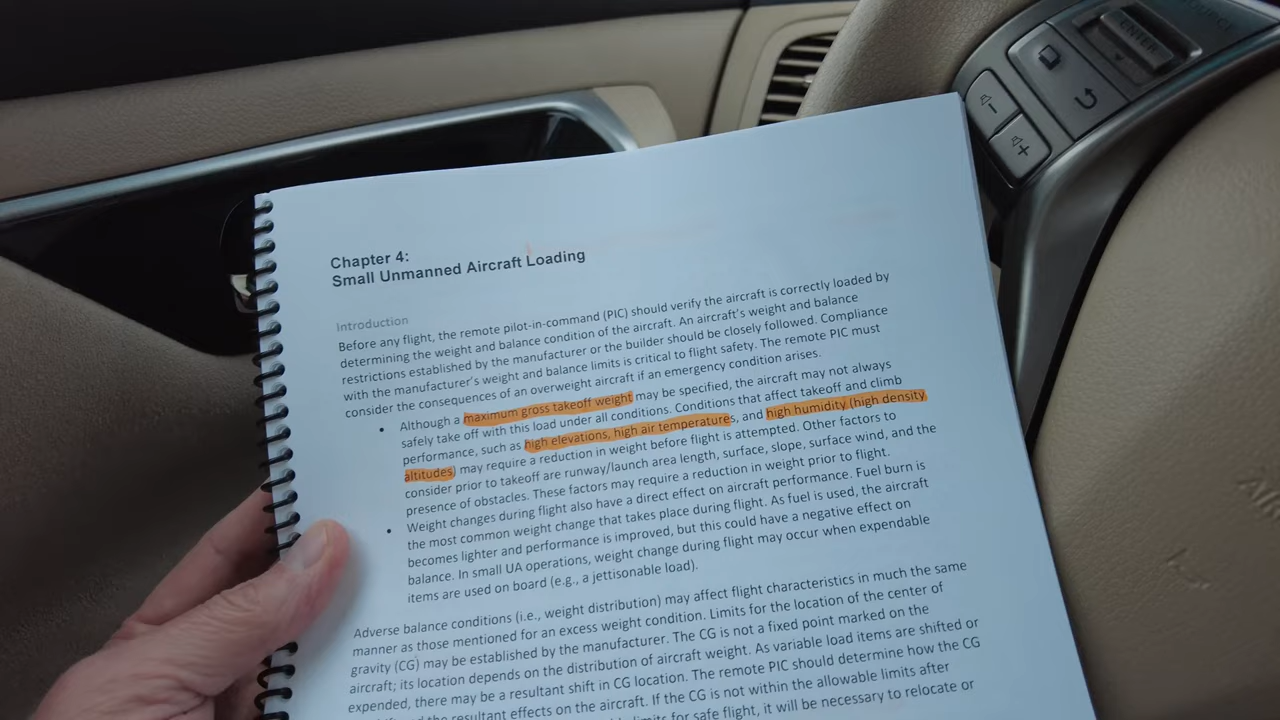 ENTER
Chapter 4:
Small Unmanned Aircraft Loading
Introduction
Before any flight, the remote pilot-in-command (PIC) should verify the aircraft is correctly loaded by
determining the weight and balance condition of the aircraft. An aircraft's weight and balance
restrictions established by the manufacturer or the builder should be closely followed. Compliance
with the manufacturer's weight and balance limits is critical to flight safety. The remote PIC must
consider the consequences of an overweight aircraft if an emergency condition arises.
• Although a maximum gross takeoff weight may be specified, the aircraft may not always
safely take off with this load under all conditions. Conditions that affect takeoff and climb
performance, such as high elevations, high air temperatures, and high humidity (high density
altitudes) may require a reduction in weight before flight is attempted. Other factors to
consider prior to takeoff are runway/launch area length, surface, slope, surface wind, and the
presence of obstacles. These factors may require a reduction in weight prior to flight.
• Weight changes during flight also have a direct effect on aircraft performance. Fuel burn is
the most common weight change that takes place during flight. As fuel is used, the aircraft
becomes lighter and performance is improved, but this could have a negative effect on
balance. In small UA operations, weight change during flight may occur when expendable
items are used on board (e.g., a jettisonable load).
Adverse balance conditions (i.e., weight distribution) may affect flight characteristics in much the same
manner as those mentioned for an excess weight condition. Limits for the location of the center of
gravity (CG) may be established by the manufacturer. The CG is not a fixed point marked on the
aircraft; its location depends on the distribution of aircraft weight. As variable load items are shifted or
expended, there may be a resultant shift in CG location. The remote PIC should determine how the CG
the resultant effects on the aircraft. If the CG is not within the allowable limits after
limits for safe flight, it will be necessary to relocate or